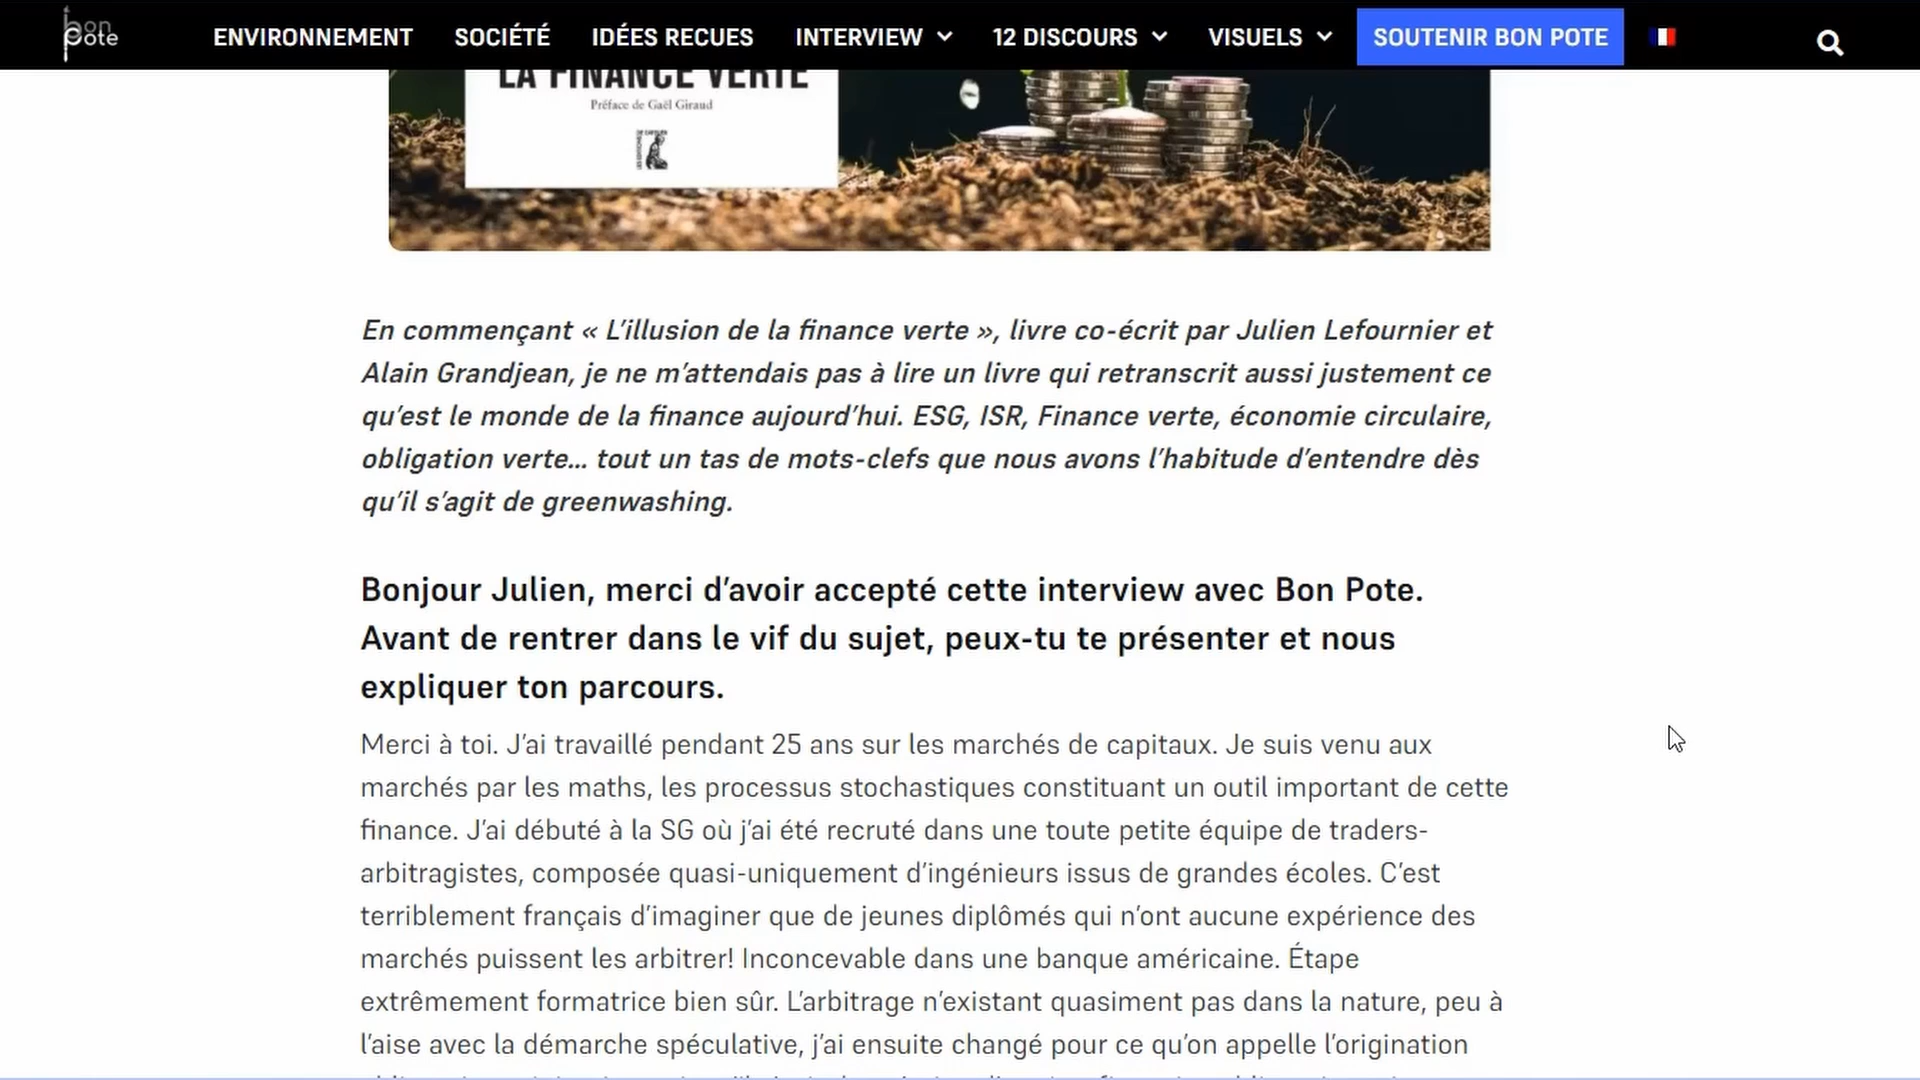 bon
pote
ENVIRONNEMENT SOCIÉTÉ IDÉES RECUES INTERVIEW 12 DISCOURS VISUELS SOUTENIR BON POTE
LA FINANCE VERTE
Préface de Gaël Giraud
En commençant « L’illusion de la finance verte », livre co-écrit par Julien Lefournier et
Alain Grandjean, je ne m’attendais pas à lire un livre qui retranscrit aussi justement ce
qu’est le monde de la finance aujourd’hui. ESG, ISR, Finance verte, économie circulaire,
obligation verte… tout un tas de mots-clefs que nous avons l’habitude d’entendre dès
qu’il s’agit de greenwashing.
Bonjour Julien, merci d’avoir accepté cette interview avec Bon Pote.
Avant de rentrer dans le vif du sujet, peux-tu te présenter et nous
expliquer ton parcours.
Merci à toi. J’ai travaillé pendant 25 ans sur les marchés de capitaux. Je suis venu aux
marchés par les maths, les processus stochastiques constituant un outil important de cette
finance. J’ai débuté à la SG où j’ai été recruté dans une toute petite équipe de traders-
arbitragistes, composée quasi-uniquement d’ingénieurs issus de grandes écoles. C’est
terriblement français d’imaginer que de jeunes diplômés qui n’ont aucune expérience des
marchés puissent les arbitrer! Inconcevable dans une banque américaine. Étape
extrêmement formatrice bien sûr. L’arbitrage n’existant quasiment pas dans la nature, peu à
l’aise avec la démarche spéculative, j’ai ensuite changé pour ce qu’on appelle l’origination